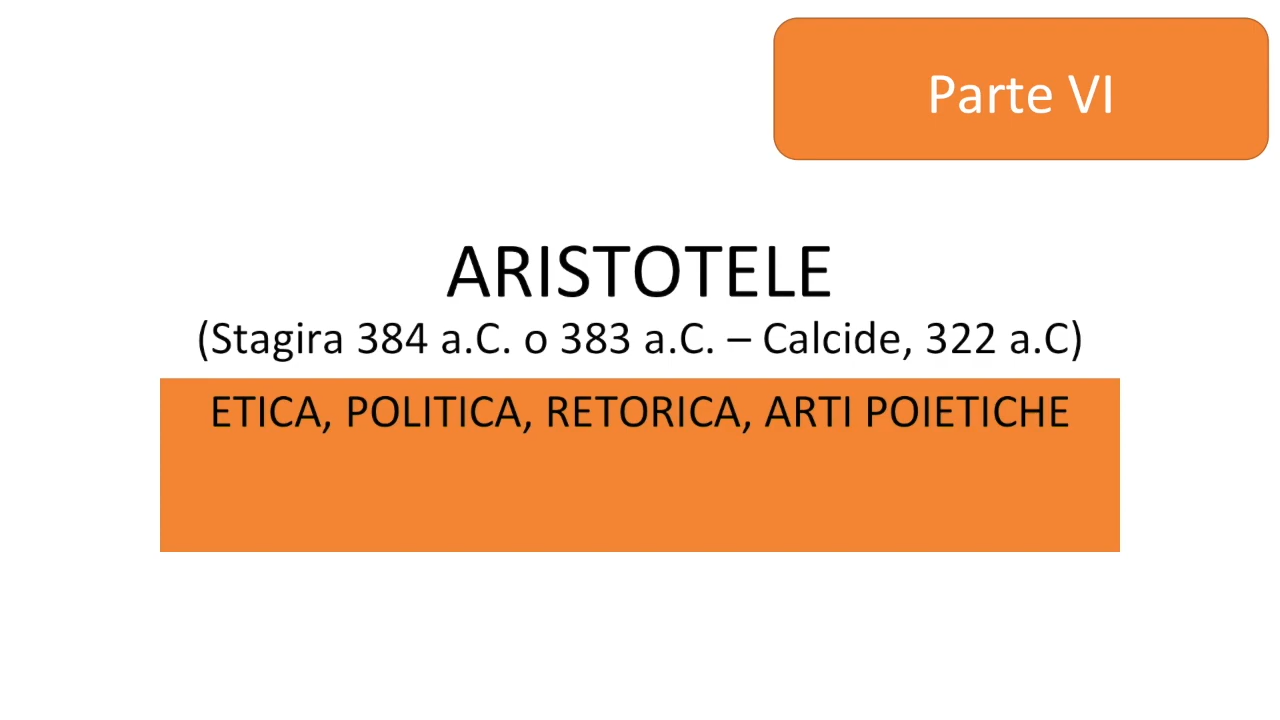 Parte VI
ARISTOTELE
(Stagira 384 a.C. o 383 a.C. – Calcide, 322 a.C)
ETICA, POLITICA, RETORICA, ARTI POIETICHE